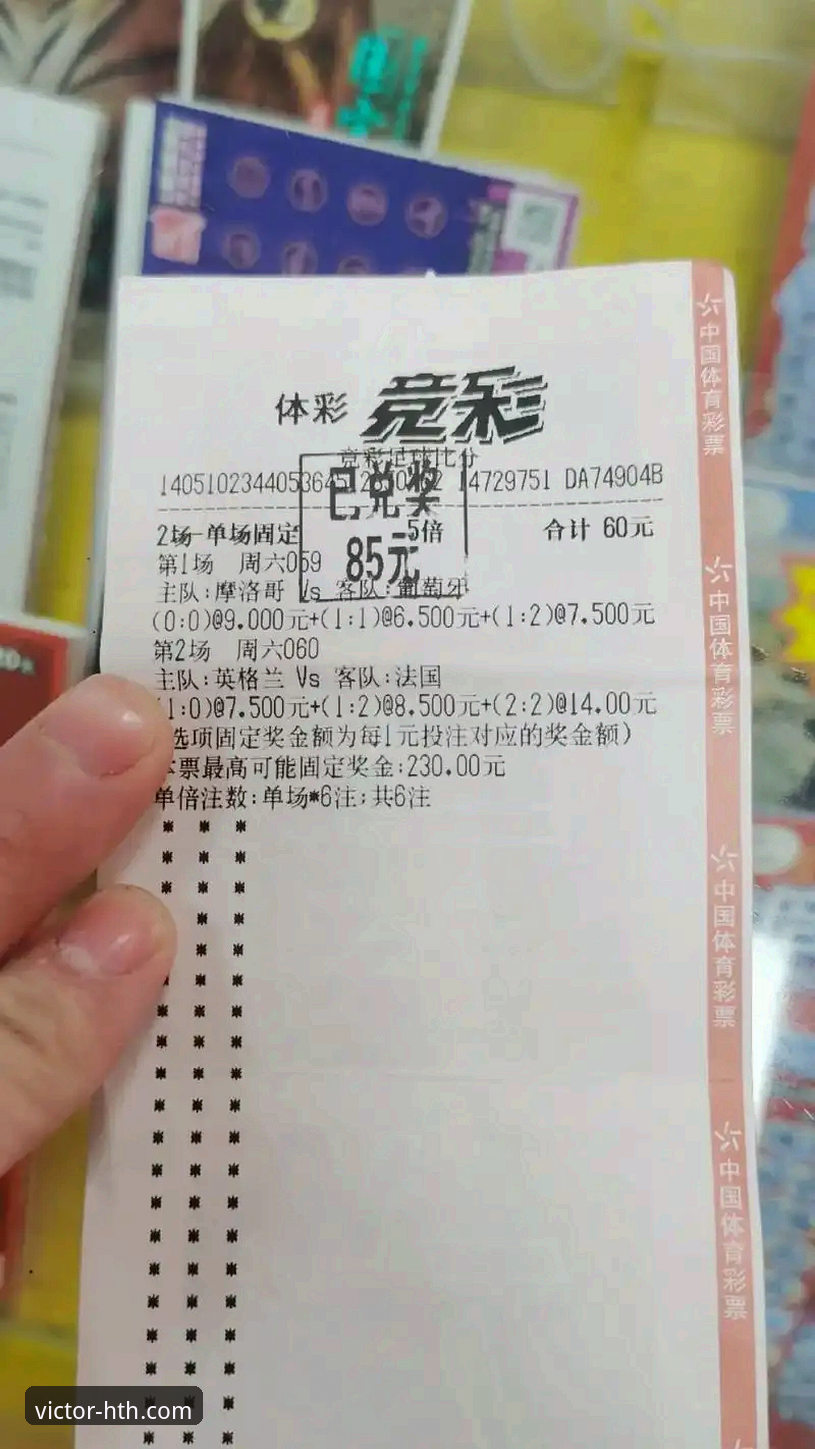 体彩 竞彩
竞彩足球比分
14729751 DA74904B
已兑奖
85元
2场-单场固定 5倍 合计 60元
第1场 周六059
主队:摩洛哥 Vs 客队:葡萄牙
(0:0)@9.000元+(1:1)@6.500元+(1:2)@7.500元
第2场 周六060
主队:英格兰 Vs 客队:法国
1:0)@7.500元+(1:2)@8.500元+(2:2)@14.00元
选项固定奖金额为每1元投注对应的奖金额)
本票最高可能固定奖金:230.00元
单倍注数:单场*6注;共6注
中国体育彩票
中国体育彩票
中国体育彩票
中国体育彩票
victor-hth.com